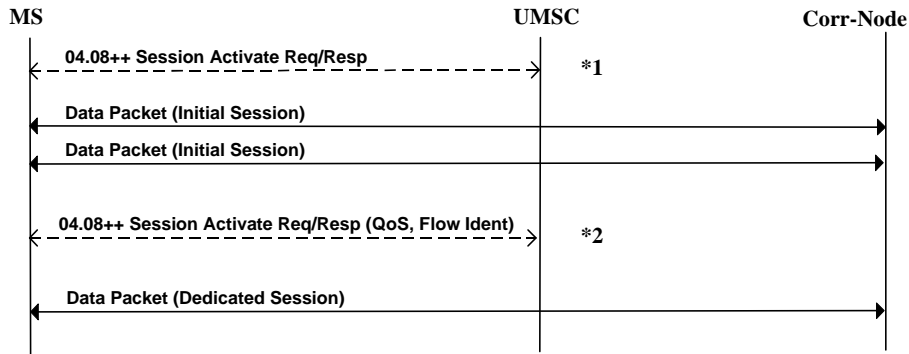 MS UMSC Corr-Node
04.08++ Session Activate Req/Resp
*1
Data Packet (Initial Session)
Data Packet (Initial Session)
04.08++ Session Activate Req/Resp (QoS, Flow Ident)
*2
Data Packet (Dedicated Session)